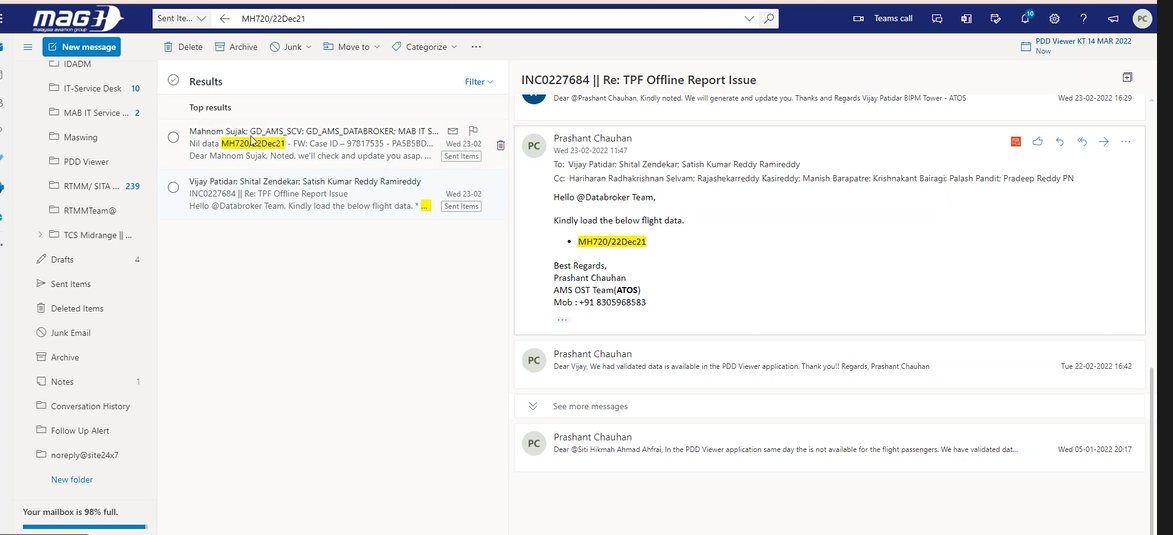 mag
malaysia aviation group
Sent Ite...
MH720/22Dec21
Teams call
10
PC
New message
Delete
Archive
Junk
Move to
Categorize
...
PDD Viewer KT 14 MAR 2022
Now
IDADM
IT-Service Desk 10
MAB IT Service ... 2
Maswing
PDD Viewer
RTMM/ SITA ... 239
RTMMTeam@
TCS Midrange || ...
Drafts 4
Sent Items
Deleted Items
Junk Email
Archive
Notes 1
Conversation History
Follow Up Alert
noreply@site24x7
New folder
Your mailbox is 98% full.
Results
Filter
Top results
Mahnom Sujak; GD_AMS_SCV; GD_AMS_DATABROKER; MAB IT S...
Nil data MH720/22Dec21 - FW: Case ID – 97817535 - PA5B5BD... Wed 23-02
Dear Mahnom Sujak, Noted, we'll check and update you asap. ... Sent Items
Vijay Patidar; Shital Zendekar; Satish Kumar Reddy Ramireddy
INC0227684 || Re: TPF Offline Report Issue Wed 23-02
Hello @Databroker Team, Kindly load the below flight data. * ... Sent Items
INC0227684 || Re: TPF Offline Report Issue
Dear @Prashant Chauhan, Kindly noted. We will generate and update you. Thanks and Regards Vijay Patidar BIPM Tower - ATOS Wed 23-02-2022 16:29
PC
Prashant Chauhan
Wed 23-02-2022 11:47
To: Vijay Patidar; Shital Zendekar; Satish Kumar Reddy Ramireddy
Cc: Hariharan Radhakrishnan Selvam; Rajashekarreddy Kasireddy; Manish Barapatre; Krishnakant Bairagi; Palash Pandit; Pradeep Reddy PN
Hello @Databroker Team,
Kindly load the below flight data.
• MH720/22Dec21
Best Regards,
Prashant Chauhan
AMS OST Team(ATOS)
Mob : +91 8305968583
...
PC
Prashant Chauhan
Dear Vijay, We had validated data is available in the PDD Viewer application. Thank you!! Regards, Prashant Chauhan Tue 22-02-2022 16:42
See more messages
PC
Prashant Chauhan
Dear @Siti Hikmah Ahmad Ahfrai, In the PDD Viewer application same day the is not available for the flight passengers. We have validated dat... Wed 05-01-2022 20:17